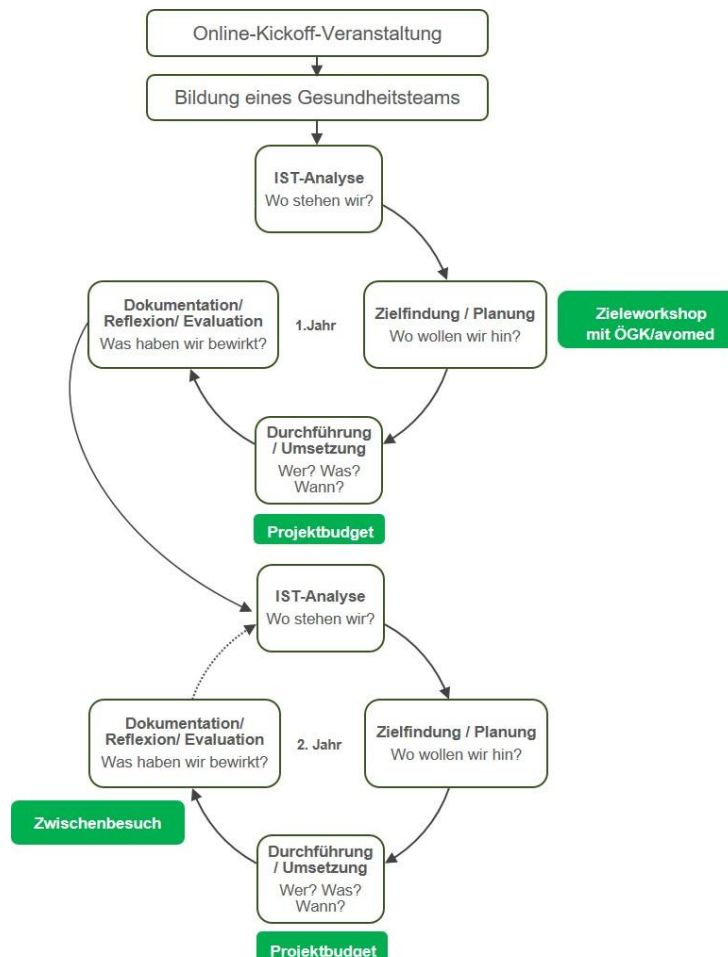 Online-Kickoff-Veranstaltung
Bildung eines Gesundheitsteams
IST-Analyse
Wo stehen wir?
Zielfindung / Planung
Wo wollen wir hin?
Zieleworkshop
mit ÖGK/avomed
1.Jahr
Dokumentation/
Reflexion/ Evaluation
Was haben wir bewirkt?
Durchführung
/ Umsetzung
Wer? Was?
Wann?
Projektbudget
IST-Analyse
Wo stehen wir?
Zielfindung / Planung
Wo wollen wir hin?
2. Jahr
Dokumentation/
Reflexion/ Evaluation
Was haben wir bewirkt?
Zwischenbesuch
Durchführung
/ Umsetzung
Wer? Was?
Wann?
Projektbudget